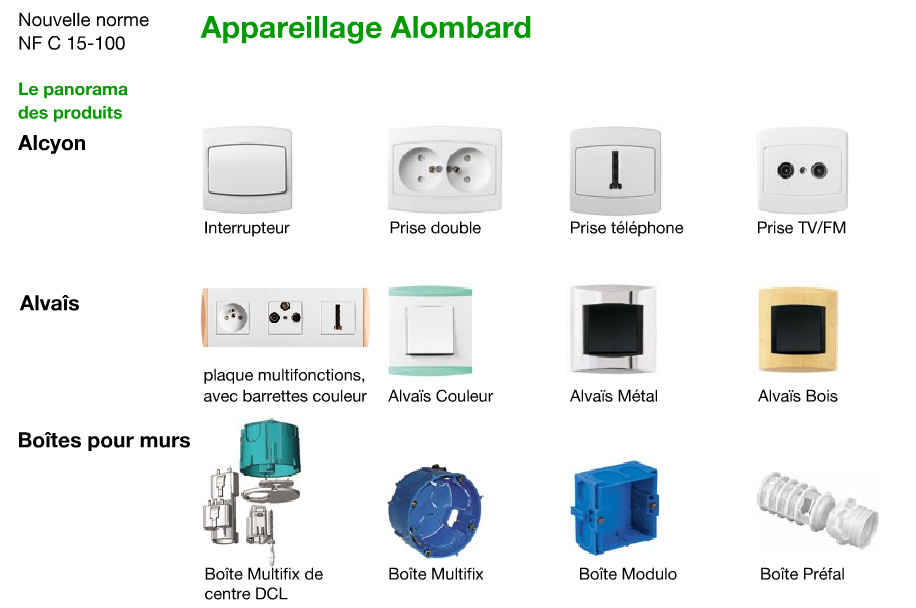 Nouvelle norme
NF C 15-100
Appareillage Alombard
Le panorama
des produits
Alcyon
Interrupteur
Prise double
Prise téléphone
Prise TV/FM
Alvaîs
plaque multifonctions,
avec barrettes couleur
Alvaïs Couleur
Alvaïs Métal
Alvaïs Bois
Boîtes pour murs
Boîte Multifix de
centre DCL
Boîte Multifix
Boîte Modulo
Boîte Préfal